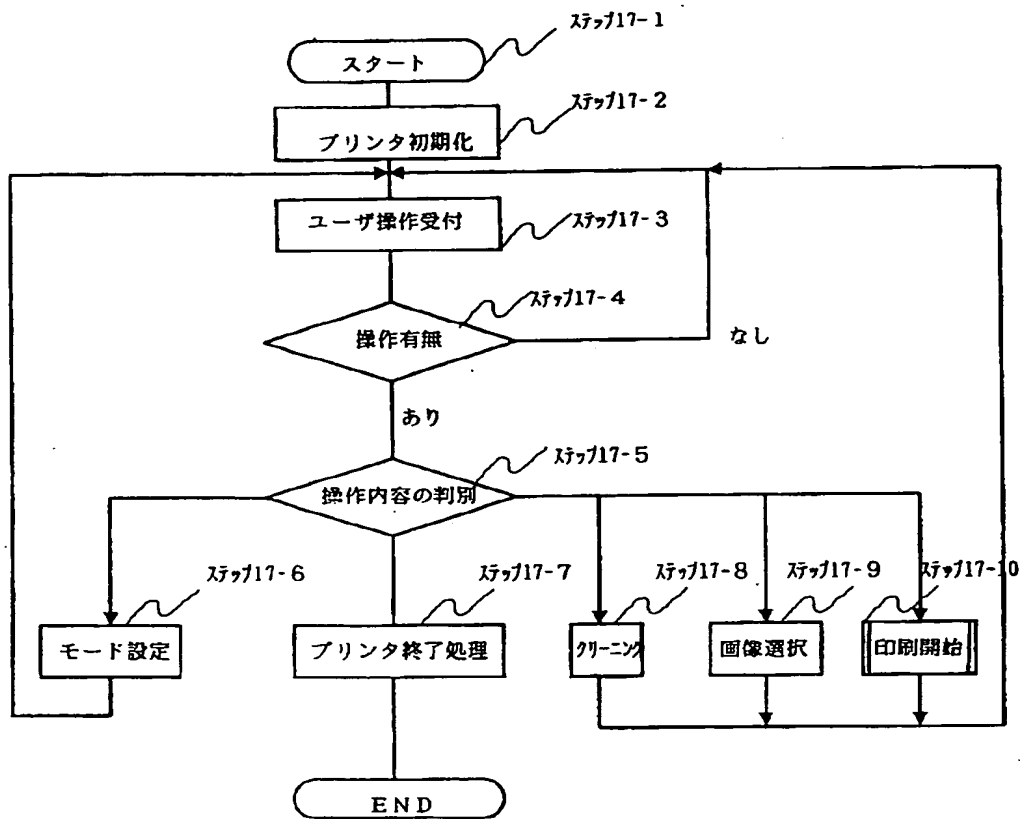 ｽﾃｯﾌﾟ17-1
スタート
ｽﾃｯﾌﾟ17-2
プリンタ初期化
ユーザ操作受付
ｽﾃｯﾌﾟ17-3
ｽﾃｯﾌﾟ17-4
操作有無
なし
あり
ｽﾃｯﾌﾟ17-5
操作内容の判別
ｽﾃｯﾌﾟ17-6
ｽﾃｯﾌﾟ17-7
ｽﾃｯﾌﾟ17-8
ｽﾃｯﾌﾟ17-9
ｽﾃｯﾌﾟ17-10
モード設定
プリンタ終了処理
ｸﾘｰﾆﾝｸﾞ
画像選択
印刷開始
END